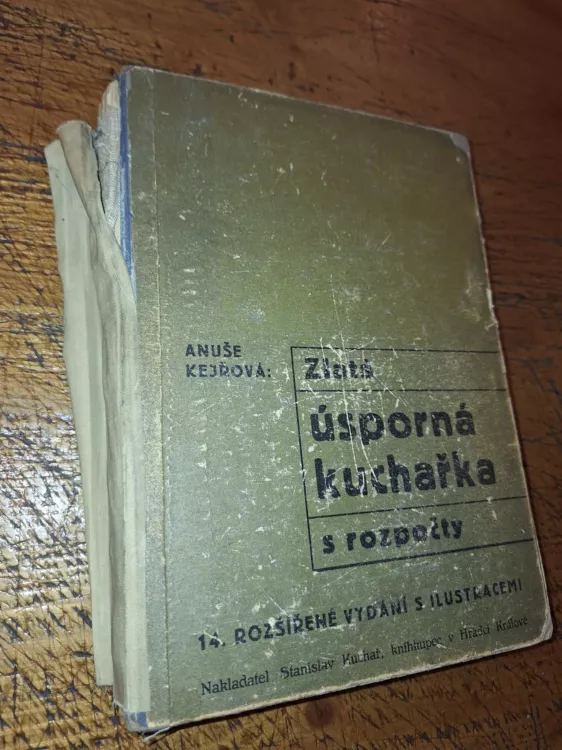 ANUŠE
KEJŘOVÁ:
Zlatá
úsporná
kuchařka
s rozpočty
14. ROZŠÍŘENÉ VYDÁNÍ S ILUSTRACEMI
Nakladatel Stanislav Kuchař, knihkupec v Hradci Králové